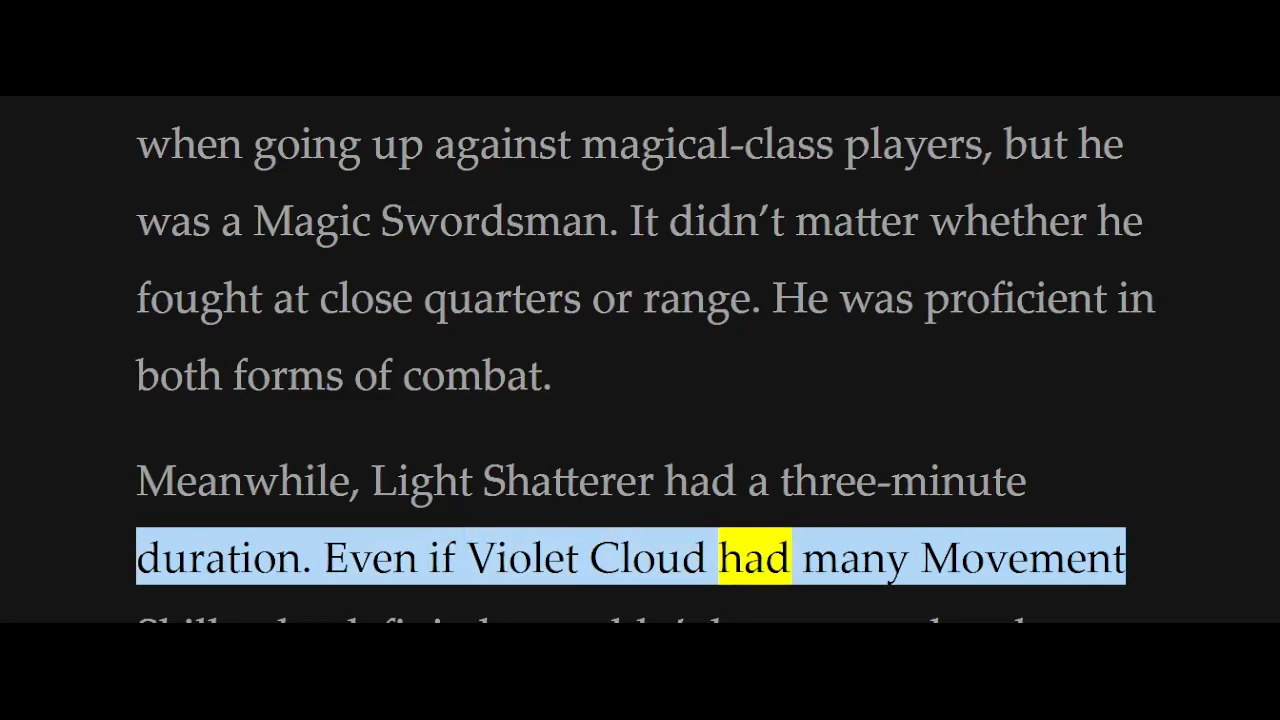 when going up against magical-class players, but he
was a Magic Swordsman. It didn’t matter whether he
fought at close quarters or range. He was proficient in
both forms of combat.
Meanwhile, Light Shatterer had a three-minute
duration. Even if Violet Cloud had many Movement